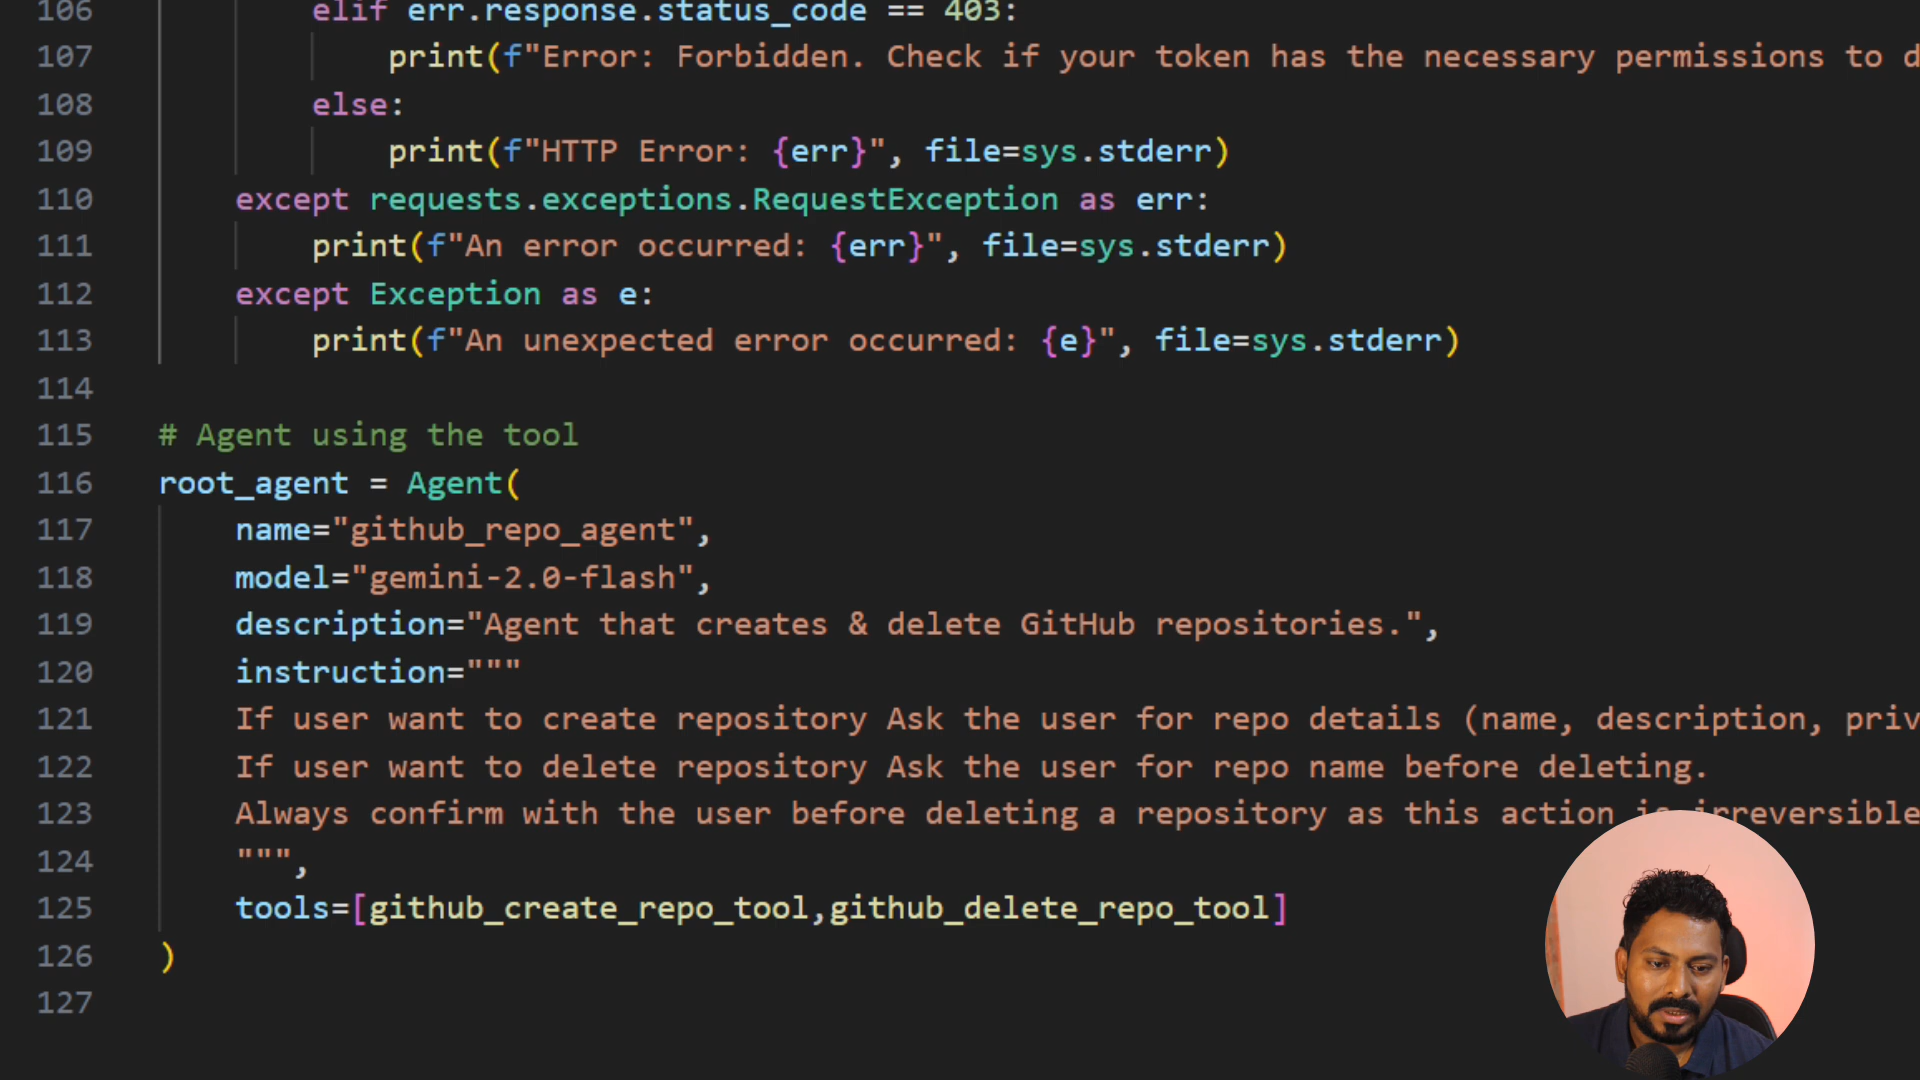 106 elif err.response.status_code == 403:
107 print(f"Error: Forbidden. Check if your token has the necessary permissions to d
108 else:
109 print(f"HTTP Error: {err}", file=sys.stderr)
110 except requests.exceptions.RequestException as err:
111 print(f"An error occurred: {err}", file=sys.stderr)
112 except Exception as e:
113 print(f"An unexpected error occurred: {e}", file=sys.stderr)
114
115 # Agent using the tool
116 root_agent = Agent(
117 name="github_repo_agent",
118 model="gemini-2.0-flash",
119 description="Agent that creates & delete GitHub repositories.",
120 instruction="""
121 If user want to create repository Ask the user for repo details (name, description, priv
122 If user want to delete repository Ask the user for repo name before deleting.
123 Always confirm with the user before deleting a repository as this action is irreversible
124 """,
125 tools=[github_create_repo_tool,github_delete_repo_tool]
126 )
127